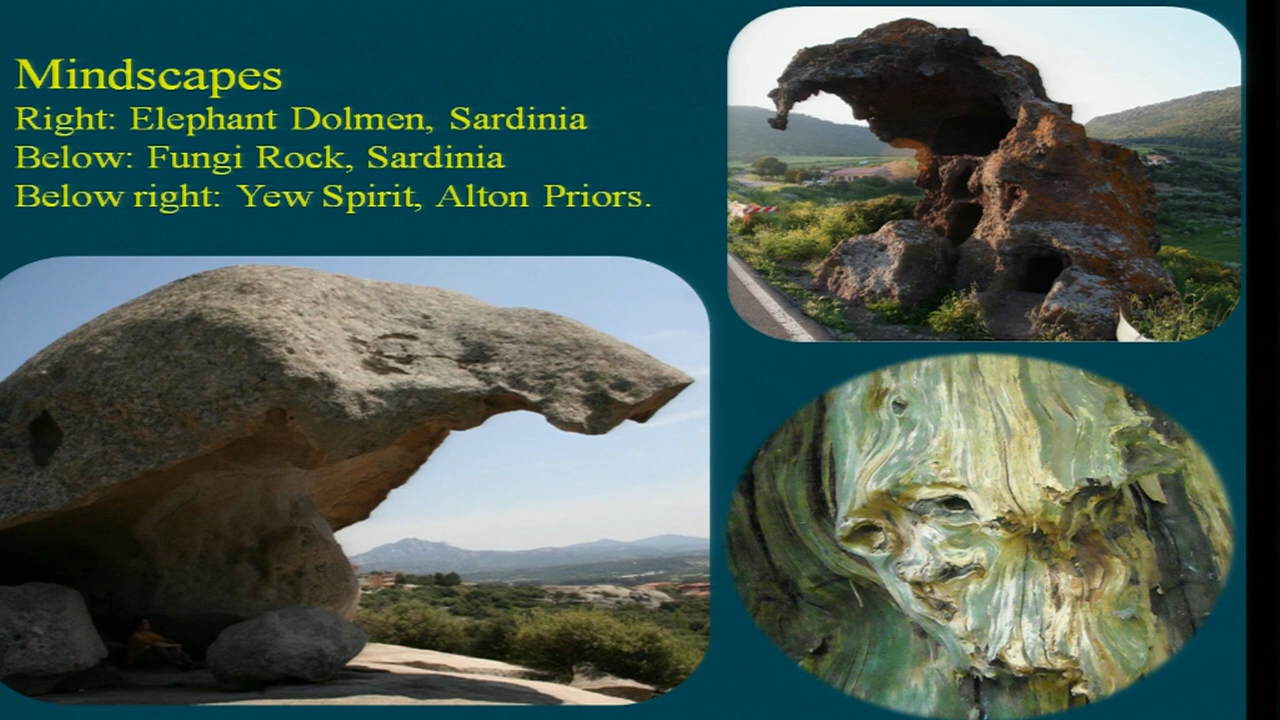 Mindscapes
Right: Elephant Dolmen, Sardinia
Below: Fungi Rock, Sardinia
Below right: Yew Spirit, Alton Priors.